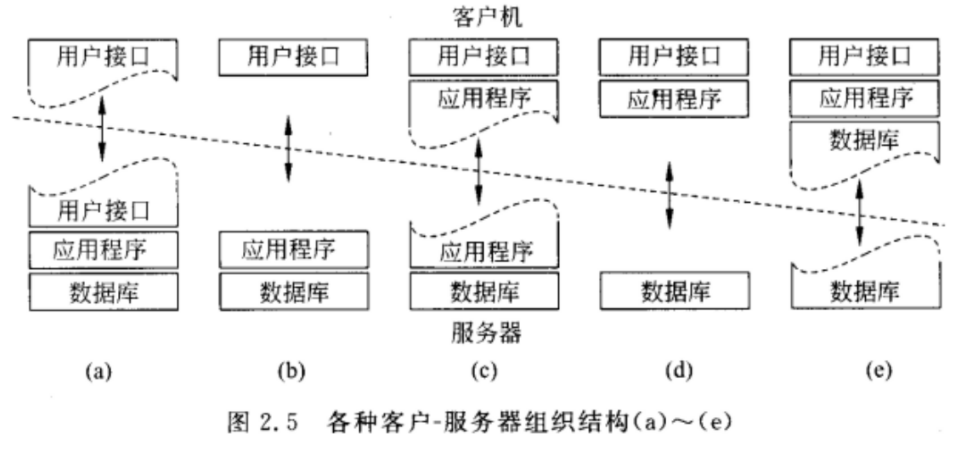 客户机
用户接口 用户接口 用户接口 用户接口 用户接口
应用程序 应用程序 应用程序
数据库
用户接口
应用程序 应用程序 应用程序
数据库 数据库 数据库 数据库 数据库
服务器
(a) (b) (c) (d) (e)
图 2.5 各种客户-服务器组织结构(a)～(e)